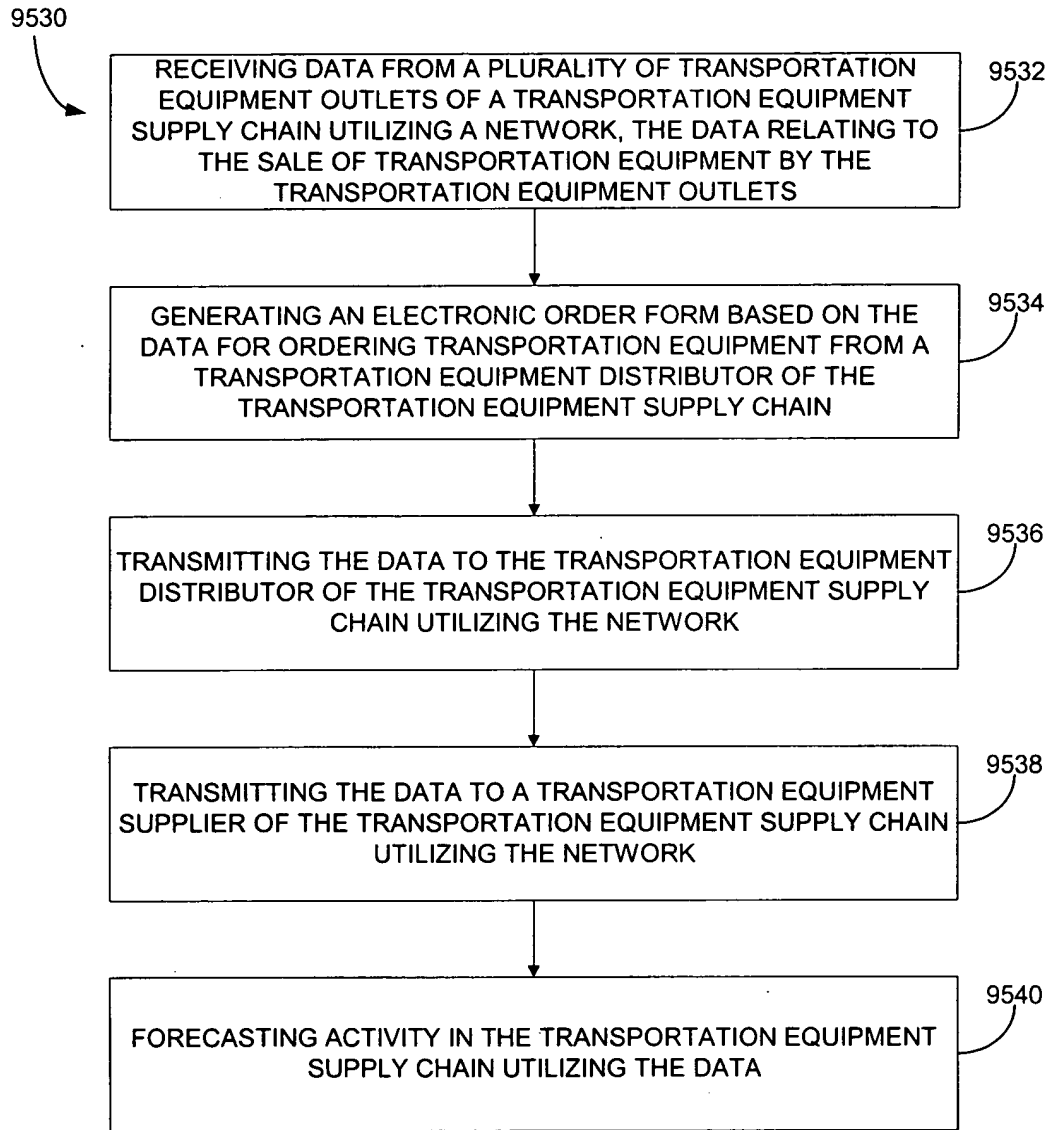 9530
RECEIVING DATA FROM A PLURALITY OF TRANSPORTATION
EQUIPMENT OUTLETS OF A TRANSPORTATION EQUIPMENT
SUPPLY CHAIN UTILIZING A NETWORK, THE DATA RELATING TO
THE SALE OF TRANSPORTATION EQUIPMENT BY THE
TRANSPORTATION EQUIPMENT OUTLETS
9532
GENERATING AN ELECTRONIC ORDER FORM BASED ON THE
DATA FOR ORDERING TRANSPORTATION EQUIPMENT FROM A
TRANSPORTATION EQUIPMENT DISTRIBUTOR OF THE
TRANSPORTATION EQUIPMENT SUPPLY CHAIN
9534
TRANSMITTING THE DATA TO THE TRANSPORTATION EQUIPMENT
DISTRIBUTOR OF THE TRANSPORTATION EQUIPMENT SUPPLY
CHAIN UTILIZING THE NETWORK
9536
TRANSMITTING THE DATA TO A TRANSPORTATION EQUIPMENT
SUPPLIER OF THE TRANSPORTATION EQUIPMENT SUPPLY CHAIN
UTILIZING THE NETWORK
9538
FORECASTING ACTIVITY IN THE TRANSPORTATION EQUIPMENT
SUPPLY CHAIN UTILIZING THE DATA
9540